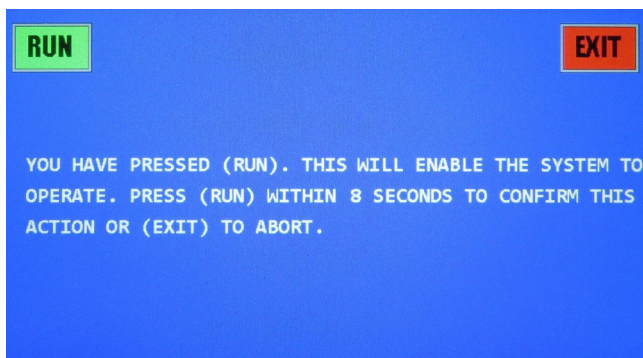 RUN
EXIT
YOU HAVE PRESSED (RUN). THIS WILL ENABLE THE SYSTEM TO
OPERATE. PRESS (RUN) WITHIN 8 SECONDS TO CONFIRM THIS
ACTION OR (EXIT) TO ABORT.